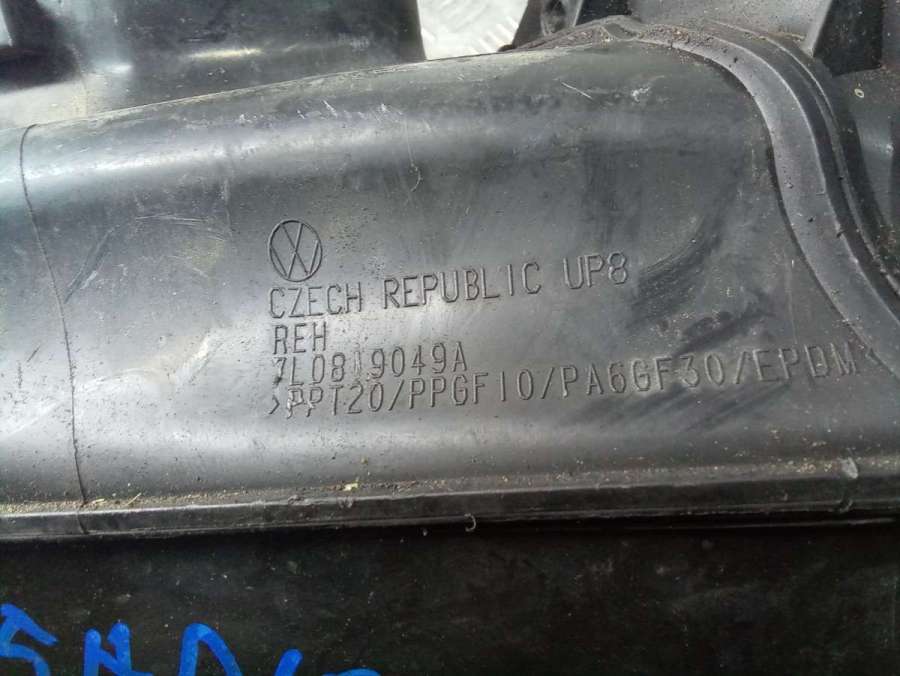 CZECH REPUBLIC UP8
REH
7L0819049A
>PPT20/PPGF10/PA6GF30/EPDM